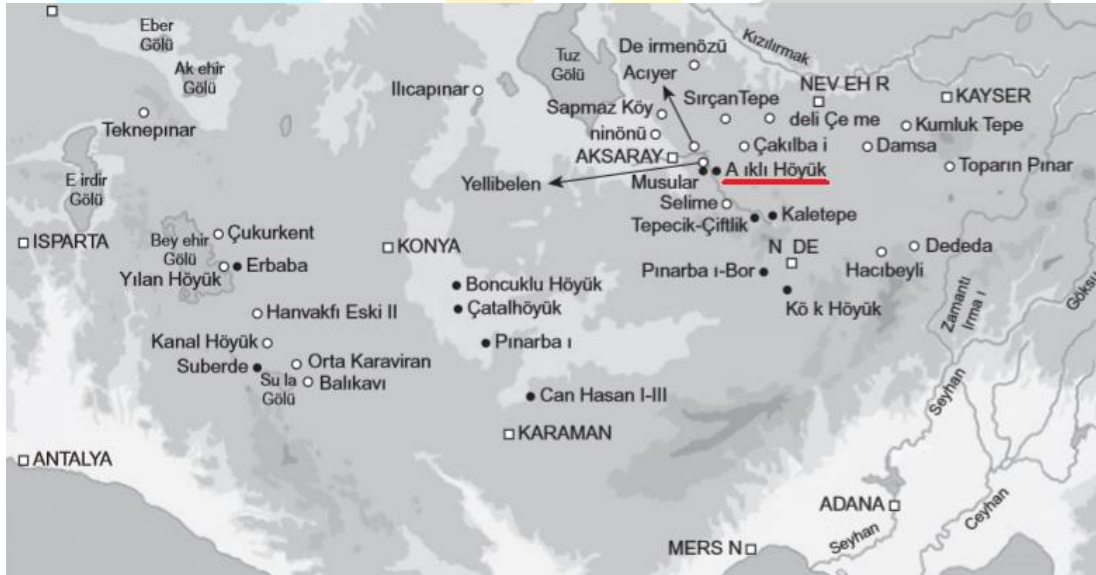 Eber
Gölü
Ak ehir
Gölü
Teknepınar
E irdir
Gölü
ISPARTA
Bey ehir
Gölü
Çukurkent
Yılan Höyük
Erbaba
Hanvakfı Eski II
Kanal Höyük
Suberde
Su la
Gölü
Orta Karaviran
Balıkavı
ANTALYA
Ilıcapınar
KONYA
Boncuklu Höyük
Çatalhöyük
Pınarba ı
Can Hasan I-III
KARAMAN
Tuz
Gölü
De irmenözü
Acıyer
Sapmaz Köy
ninönü
AKSARAY
Yellibelen
Musular
A ıklı Höyük
Selime
Tepecik-Çiftlik
Kaletepe
SırçanTepe
Kızılırmak
NEV EH R
deli Çe me
Çakılba i
KAYSER
Kumluk Tepe
Damsa
Toparın Pınar
N DE
Pınarba ı-Bor
Kö k Höyük
Hacıbeyli
Dededa
Zamantı
Irma I
Göksu
Seyhan
ADANA
Seyhan
Ceyhan
MERS N